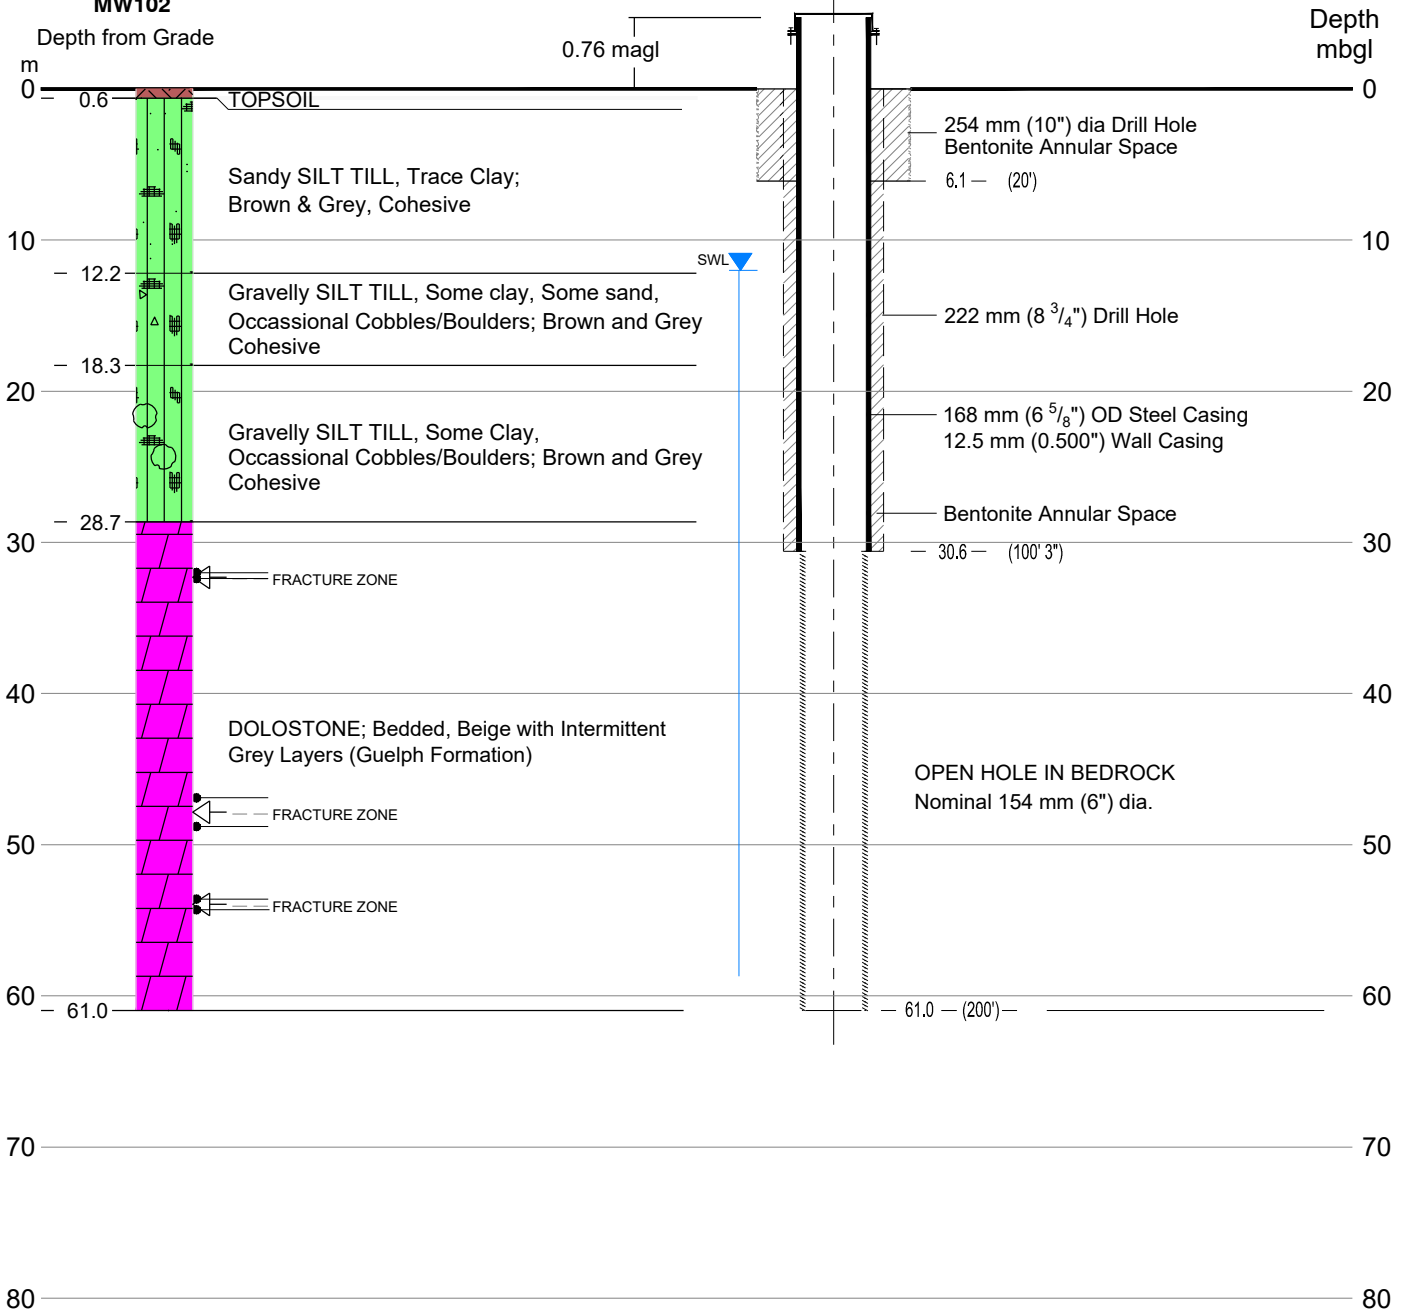 MW102
Depth from Grade
m
0.76 magl
Depth
mbgl
0
0
0.6
TOPSOIL
254 mm (10") dia Drill Hole
Bentonite Annular Space
Sandy SILT TILL, Trace Clay;
Brown & Grey, Cohesive
6.1 (20')
10
10
SWL
12.2
Gravelly SILT TILL, Some clay, Some sand,
Occassional Cobbles/Boulders; Brown and Grey
Cohesive
222 mm (8 3/4") Drill Hole
18.3
20
20
168 mm (6 5/8") OD Steel Casing
12.5 mm (0.500") Wall Casing
Gravelly SILT TILL, Some Clay,
Occassional Cobbles/Boulders; Brown and Grey
Cohesive
Bentonite Annular Space
28.7
30
30
30.6 (100' 3")
FRACTURE ZONE
40
40
DOLOSTONE; Bedded, Beige with Intermittent
Grey Layers (Guelph Formation)
OPEN HOLE IN BEDROCK
Nominal 154 mm (6") dia.
FRACTURE ZONE
50
50
FRACTURE ZONE
60
60
61.0
61.0 (200')
70
70
80
80